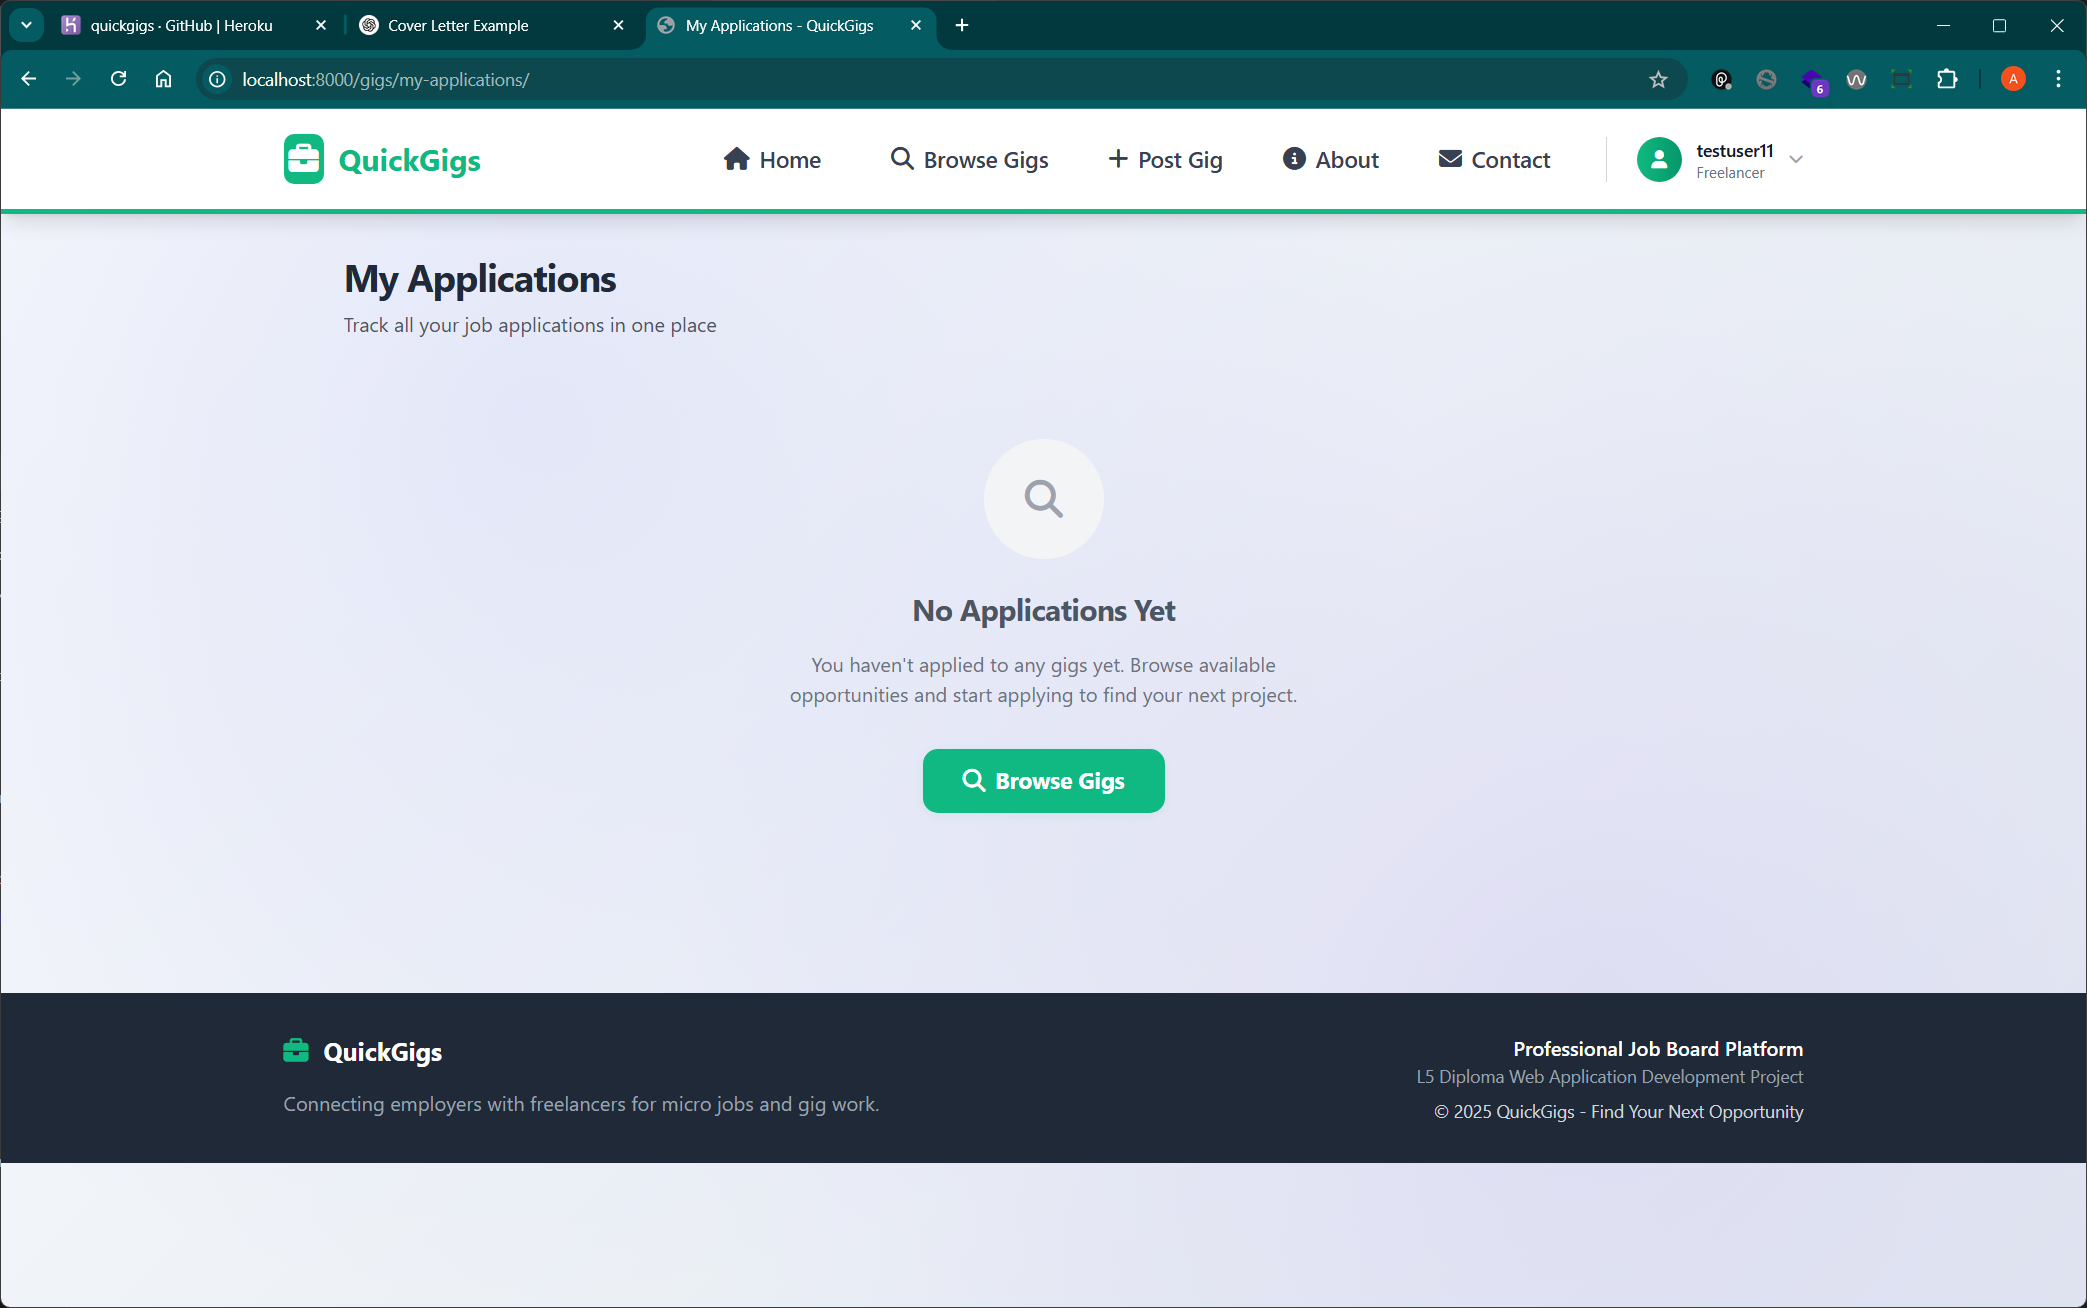 quickgigs · GitHub | Heroku
Cover Letter Example
My Applications - QuickGigs
localhost:8000/gigs/my-applications/
6
A
QuickGigs
Home
Browse Gigs
Post Gig
About
Contact
testuser11
Freelancer
My Applications
Track all your job applications in one place
No Applications Yet
You haven't applied to any gigs yet. Browse available
opportunities and start applying to find your next project.
Browse Gigs
QuickGigs
Connecting employers with freelancers for micro jobs and gig work.
Professional Job Board Platform
L5 Diploma Web Application Development Project
© 2025 QuickGigs - Find Your Next Opportunity